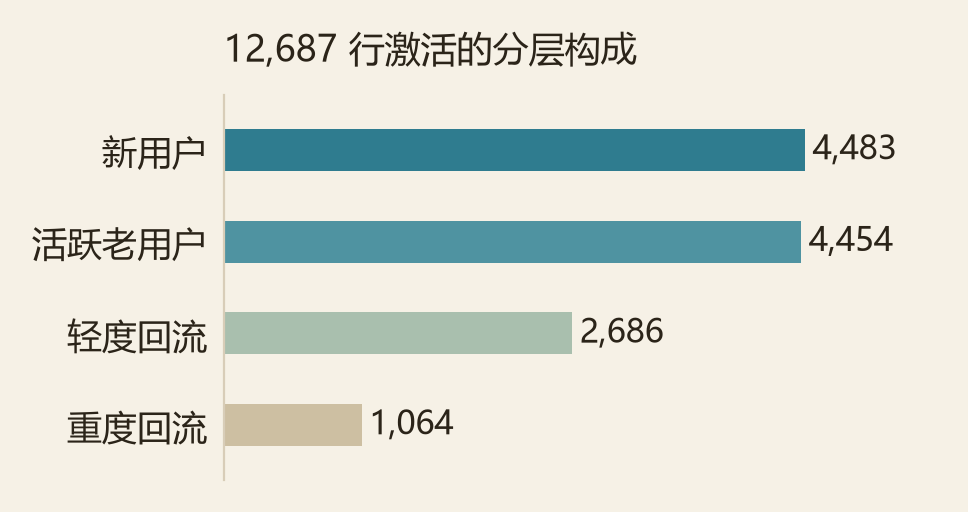 12,687 行激活的分层构成
新用户 4,483
活跃老用户 4,454
轻度回流 2,686
重度回流 1,064